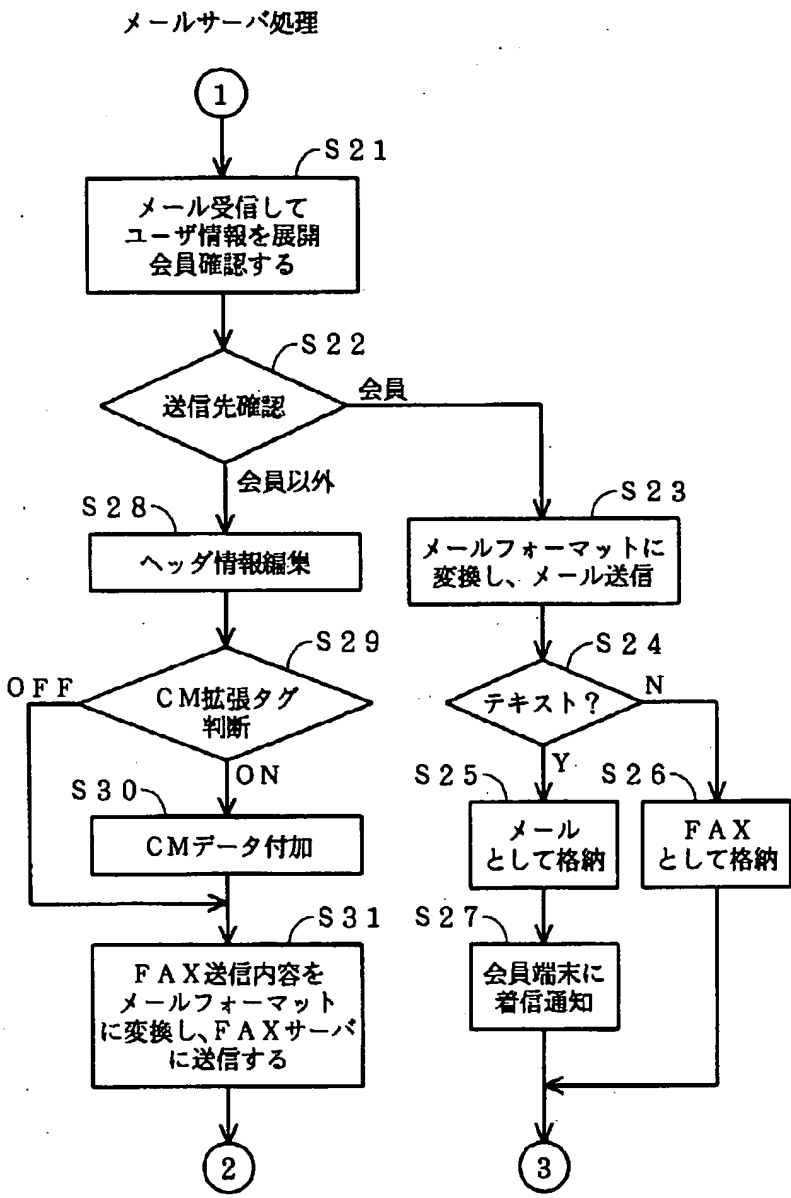 メールサーバ処理
1
S21
メール受信して
ユーザ情報を展開
会員確認する
S22
送信先確認
会員
会員以外
S28
ヘッダ情報編集
S29
OFF
CM拡張タグ
判断
ON
S30
CMデータ付加
S31
FAX送信内容を
メールフォーマット
に変換し、FAXサーバ
に送信する
2
S23
メールフォーマットに
変換し、メール送信
S24
テキスト?
N
Y
S25
メール
として格納
S26
FAX
として格納
S27
会員端末に
着信通知
3